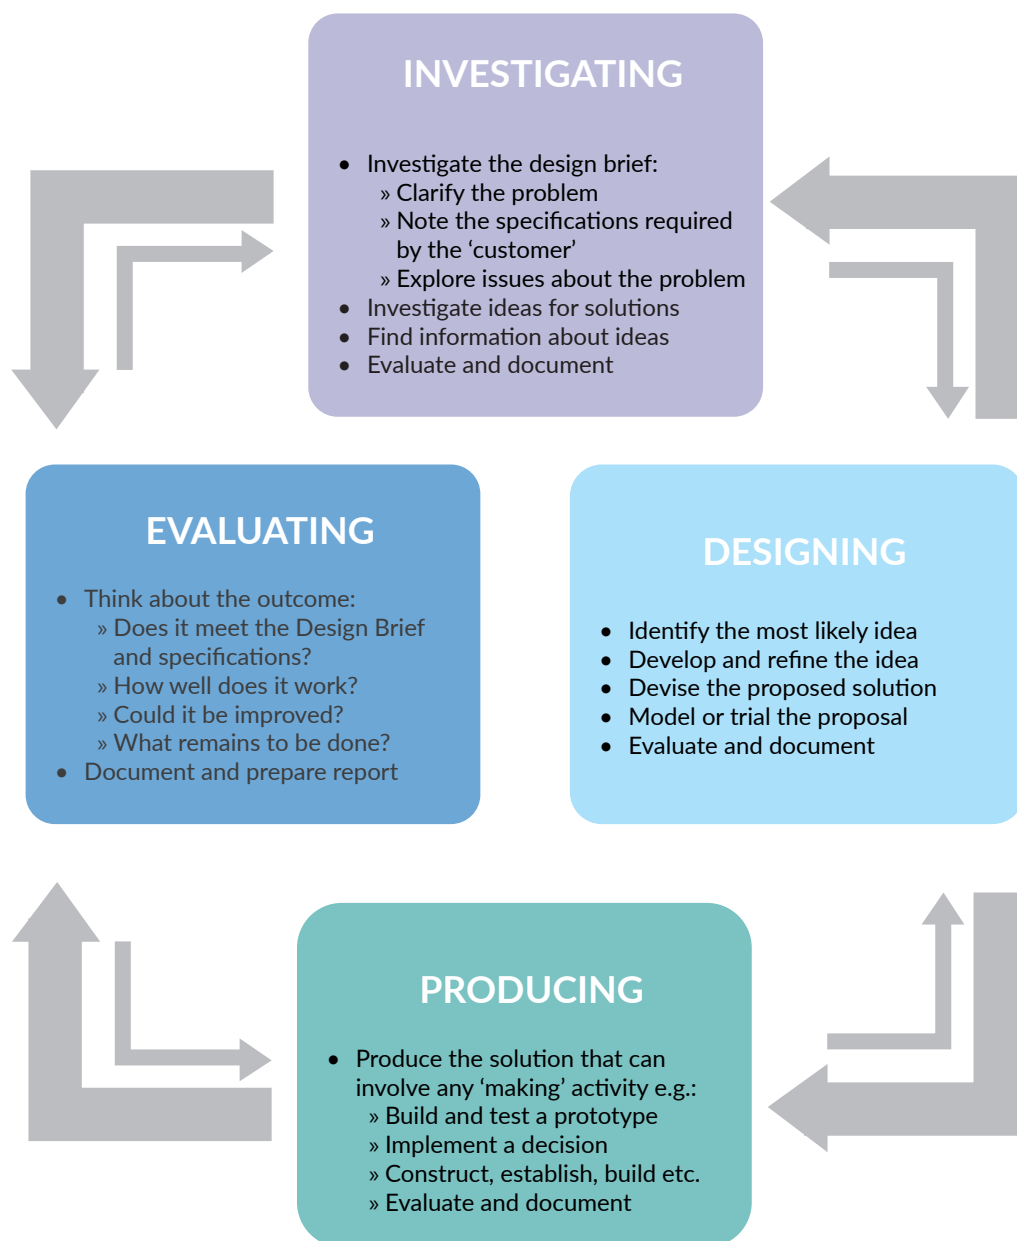 INVESTIGATING
• Investigate the design brief:
» Clarify the problem
» Note the specifications required
by the ‘customer’
» Explore issues about the problem
• Investigate ideas for solutions
• Find information about ideas
• Evaluate and document
EVALUATING
• Think about the outcome:
» Does it meet the Design Brief
and specifications?
» How well does it work?
» Could it be improved?
» What remains to be done?
• Document and prepare report
DESIGNING
• Identify the most likely idea
• Develop and refine the idea
• Devise the proposed solution
• Model or trial the proposal
• Evaluate and document
PRODUCING
• Produce the solution that can
involve any ‘making’ activity e.g.:
» Build and test a prototype
» Implement a decision
» Construct, establish, build etc.
» Evaluate and document